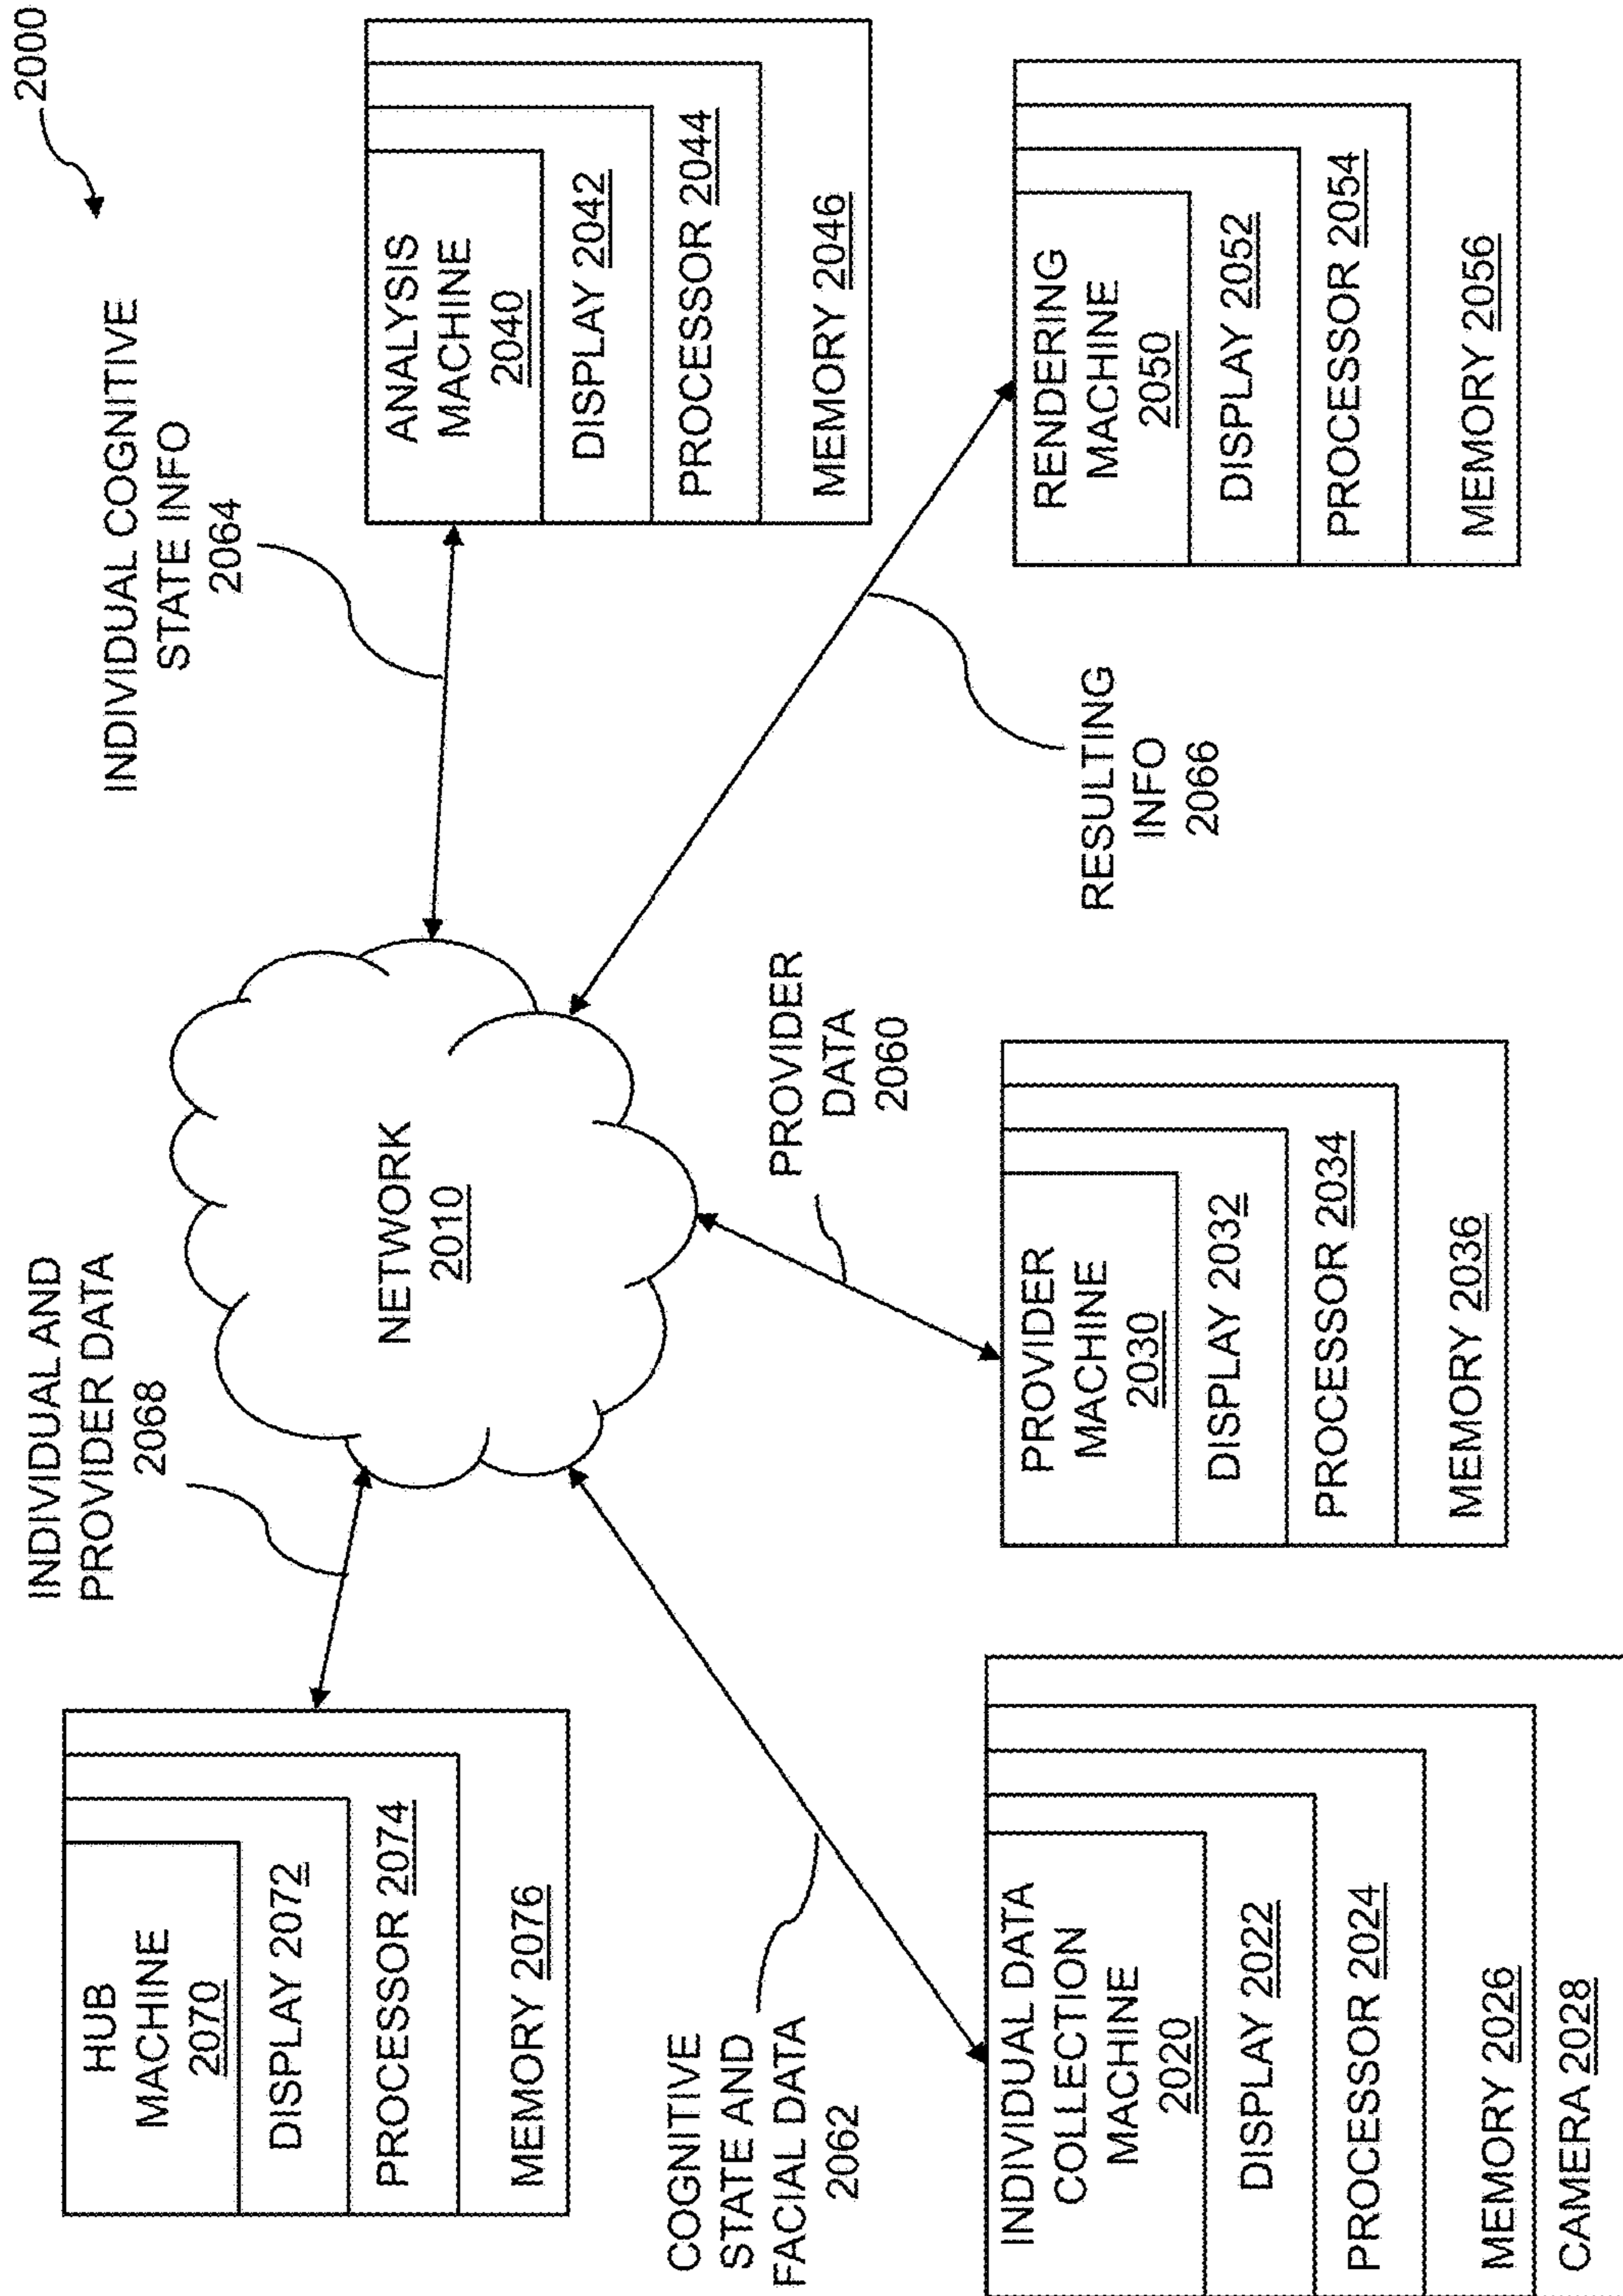 2000
INDIVIDUAL AND
PROVIDER DATA
2068
INDIVIDUAL COGNITIVE
STATE INFO
2064
HUB
MACHINE
2070
DISPLAY 2072
PROCESSOR 2074
MEMORY 2076
NETWORK
2010
ANALYSIS
MACHINE
2040
DISPLAY 2042
PROCESSOR 2044
MEMORY 2046
COGNITIVE
STATE AND
FACIAL DATA
2062
PROVIDER
DATA
2060
RESULTING
INFO
2066
INDIVIDUAL DATA
COLLECTION
MACHINE
2020
DISPLAY 2022
PROCESSOR 2024
MEMORY 2026
CAMERA 2028
PROVIDER
MACHINE
2030
DISPLAY 2032
PROCESSOR 2034
MEMORY 2036
RENDERING
MACHINE
2050
DISPLAY 2052
PROCESSOR 2054
MEMORY 2056